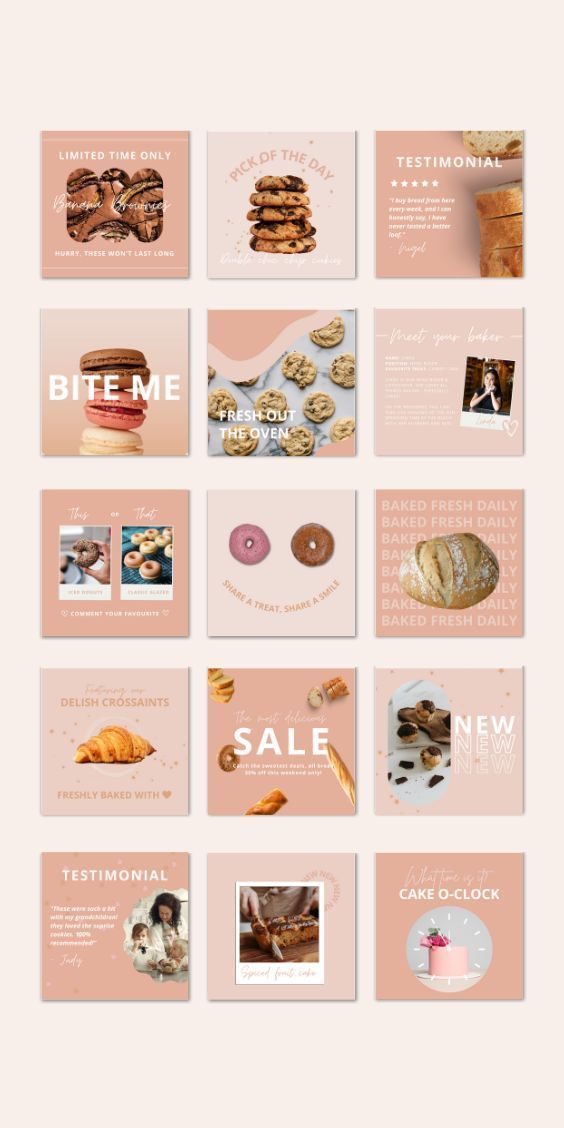 LIMITED TIME ONLY
Banana Brownies
HURRY, THESE WON'T LAST LONG
PICK OF THE DAY
Double choc chip cookies
TESTIMONIAL
"I buy bread from here
every week, and I can
honestly say, I have
never tasted a better
loaf."
- Nigel
BITE ME
FRESH OUT
THE OVEN
Meet your baker
Linda
This OR That
ICED DONUTS
CLASSIC GLAZED
COMMENT YOUR FAVOURITE
SHARE A TREAT, SHARE A SMILE
BAKED FRESH DAILY
BAKED FRESH DAILY
BAKED FRESH DAILY
BAKED FRESH DAILY
BAKED FRESH DAILY
BAKED FRESH DAILY
BAKED FRESH DAILY
BAKED FRESH DAILY
Featuring our
DELISH CROSSAINTS
FRESHLY BAKED WITH
The most delicious
SALE
Catch the sweetest deals, all bread
30% off this weekend only!
NEW
NEW
NEW
TESTIMONIAL
"These were such a hit
with my grandchildren!
they loved the suprise
cookies. 100%
recommended!"
- Judy
NEW NEW NEW
Spiced fruit cake
What time is it?
CAKE O-CLOCK